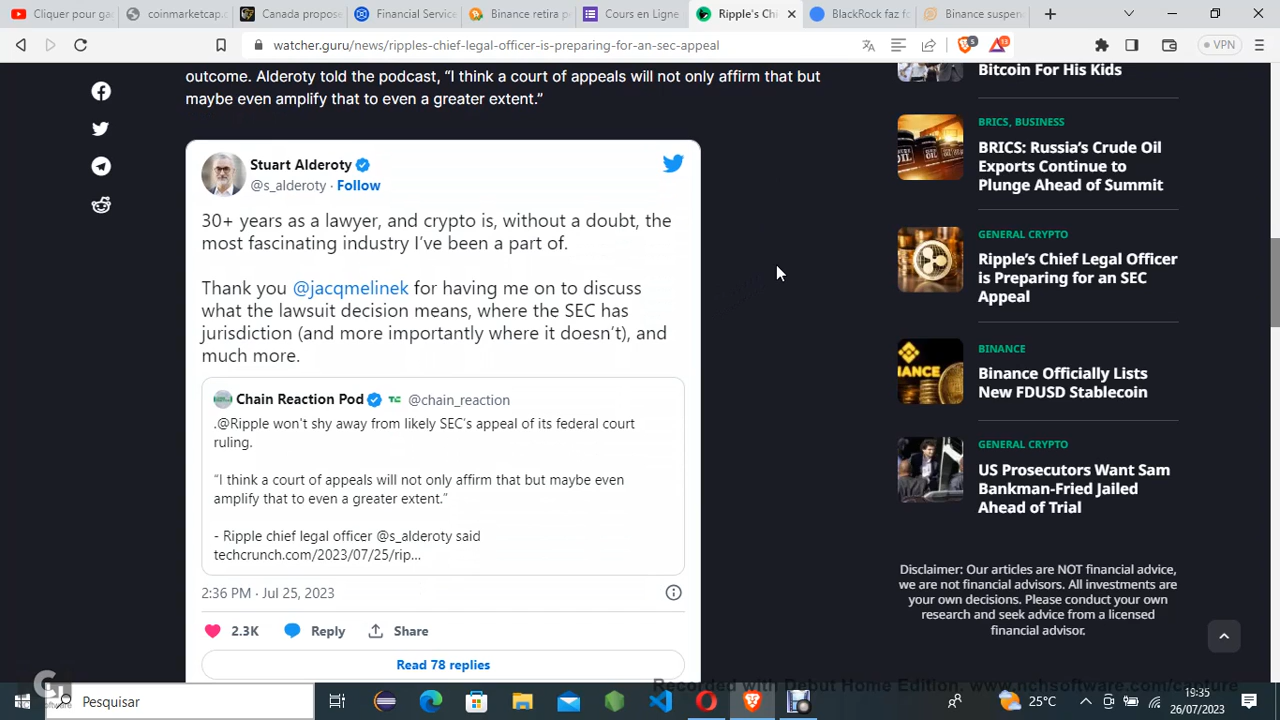 Cliquer pour gag
coinmarketcap.
Canada propose
Financial Service
Binance retira p
Cours en Ligne
Ripple's Chi
BlackRock faz f
Binance suspen
watcher.guru/news/ripples-chief-legal-officer-is-preparing-for-an-sec-appeal
VPN
outcome. Alderoty told the podcast, “I think a court of appeals will not only affirm that but
maybe even amplify that to even a greater extent.”
Stuart Alderoty
@s_alderoty · Follow
30+ years as a lawyer, and crypto is, without a doubt, the
most fascinating industry I've been a part of.
Thank you @jacqmelinek for having me on to discuss
what the lawsuit decision means, where the SEC has
jurisdiction (and more importantly where it doesn't), and
much more.
Chain Reaction Pod TC @chain_reaction
.@Ripple won't shy away from likely SEC's appeal of its federal court
ruling.
“I think a court of appeals will not only affirm that but maybe even
amplify that to even a greater extent.”
- Ripple chief legal officer @s_alderoty said
techcrunch.com/2023/07/25/rip...
2:36 PM · Jul 25, 2023
2.3K Reply Share
Read 78 replies
Bitcoin For His Kids
BRICS, BUSINESS
BRICS: Russia's Crude Oil
Exports Continue to
Plunge Ahead of Summit
GENERAL CRYPTO
Ripple's Chief Legal Officer
is Preparing for an SEC
Appeal
BINANCE
Binance Officially Lists
New FDUSD Stablecoin
GENERAL CRYPTO
US Prosecutors Want Sam
Bankman-Fried Jailed
Ahead of Trial
Disclaimer: Our articles are NOT financial advice,
we are not financial advisors. All investments are
your own decisions. Please conduct your own
research and seek advice from a licensed
financial advisor.
Recorded with Debut Home Edition. www.nchsoftware.com/capture
Pesquisar
25°C
19:35
26/07/2023